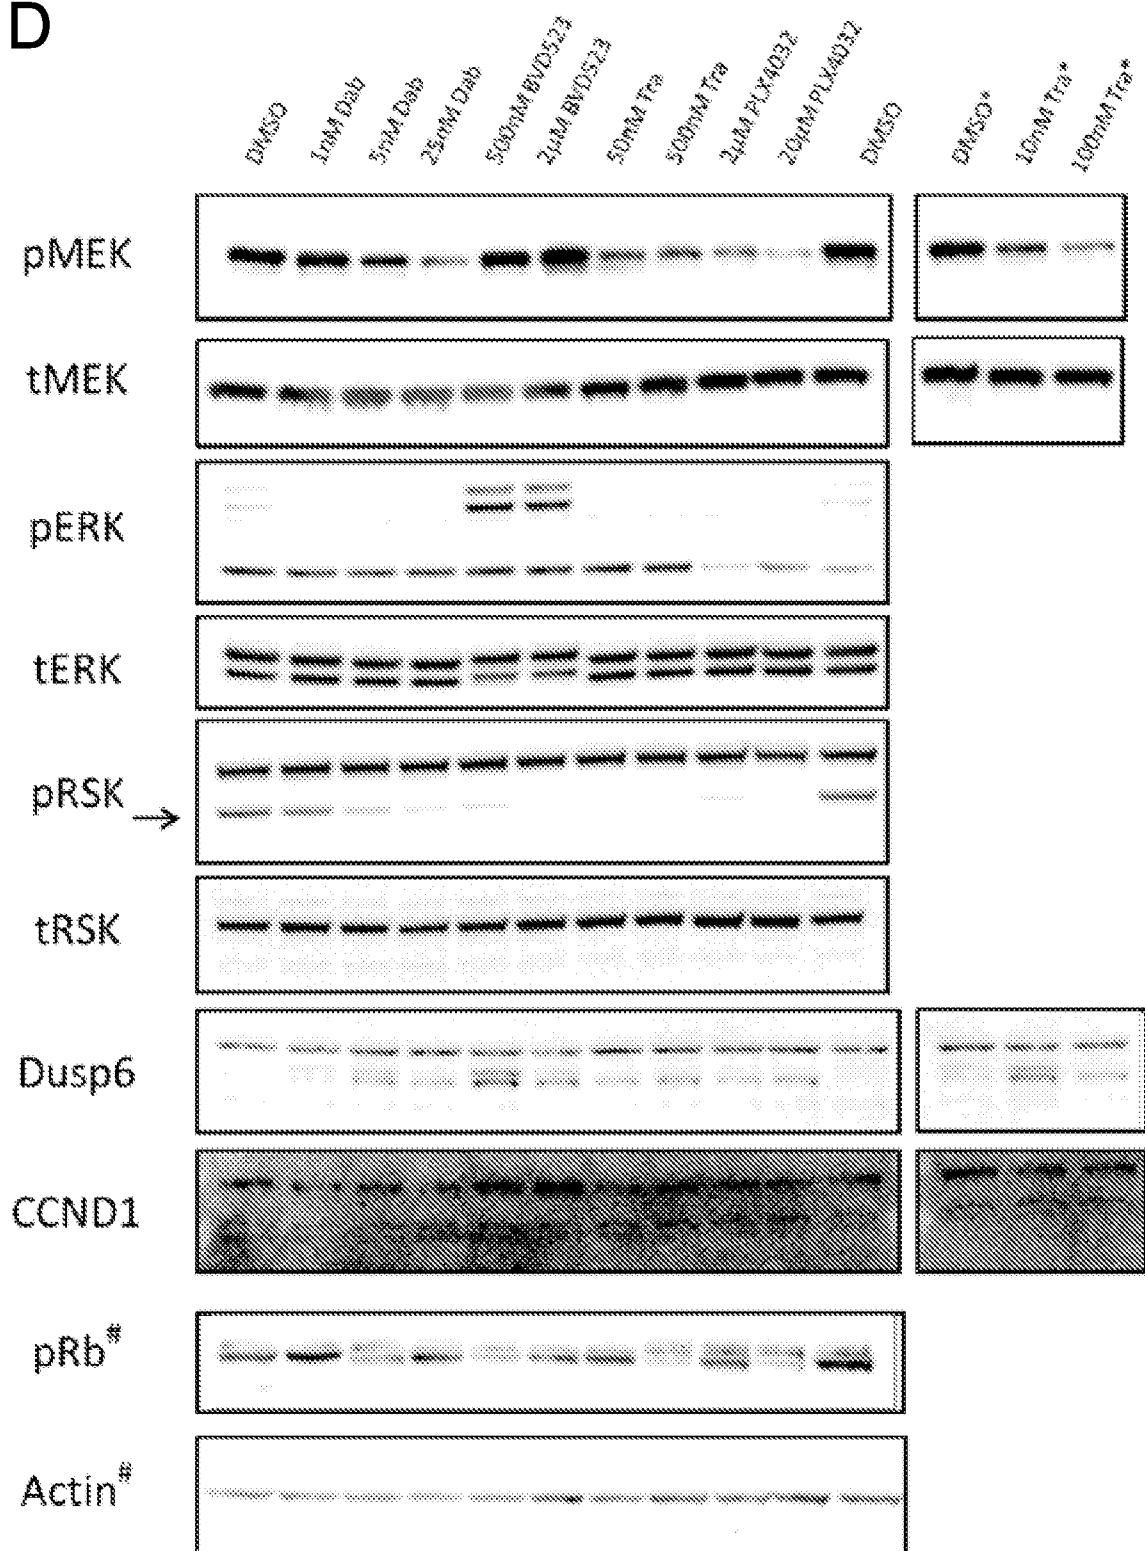 D
DMSO 1nM Dab 5nM Dab 25nM Dab 500nM BVD523 2µM BVD523 50nM Tra 500nM Tra 2µM PLX4032 20µM PLX4032 DMSO DMSO* 10nM Tra* 100nM Tra*
pMEK
tMEK
pERK
tERK
pRSK
tRSK
Dusp6
CCND1
pRb#
Actin#